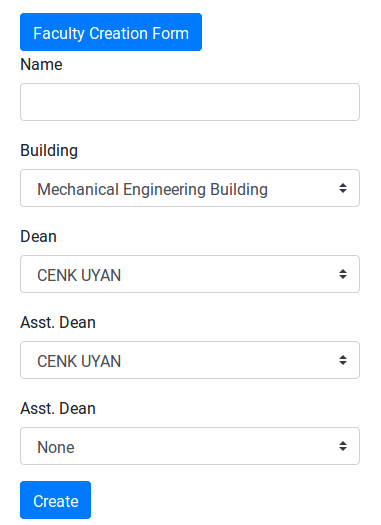 Faculty Creation Form
Name
Building
Mechanical Engineering Building
Dean
CENK UYAN
Asst. Dean
CENK UYAN
Asst. Dean
None
Create